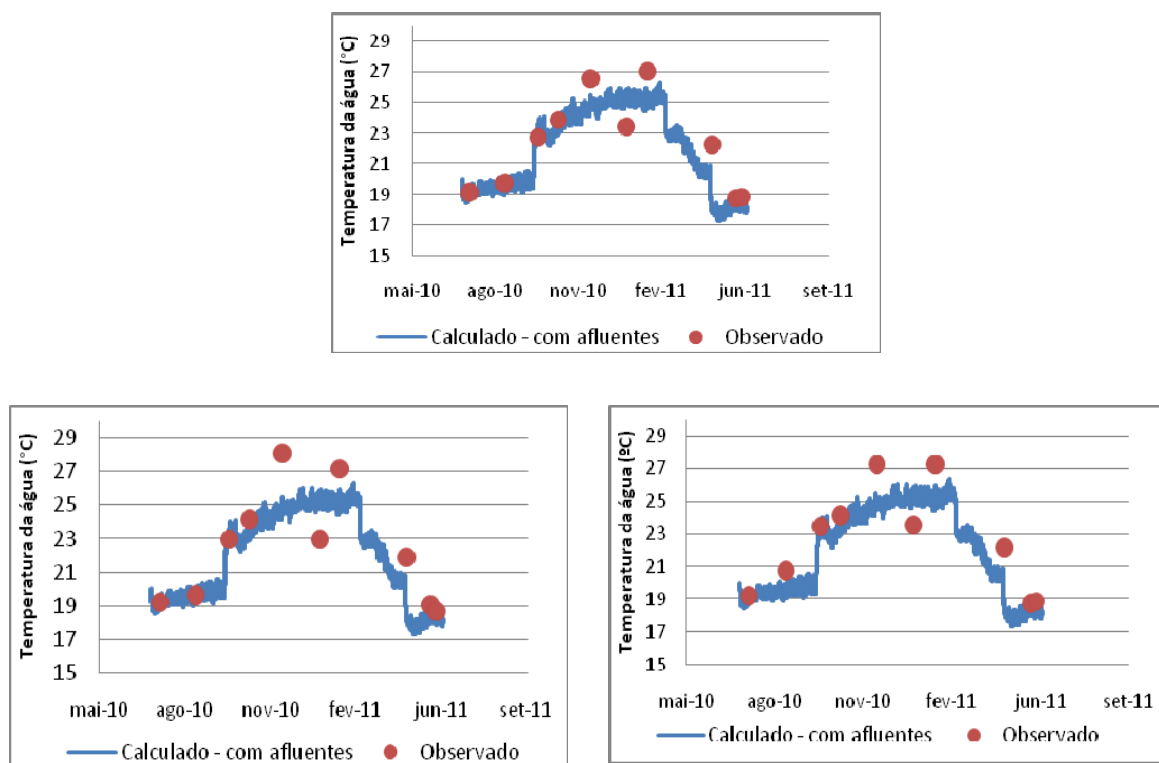 Temperatura da água (°C)
29
27
25
23
21
19
17
15
mai-10 ago-10 nov-10 fev-11 jun-11 set-11
Calculado - com afluentes Observado
Temperatura da água (°C)
29
27
25
23
21
19
17
15
mai-10 ago-10 nov-10 fev-11 jun-11 set-11
Calculado - com afluentes Observado
Temperatura da água (ºC)
29
27
25
23
21
19
17
15
mai-10 ago-10 nov-10 fev-11 jun-11 set-11
Calculado - com afluentes Observado